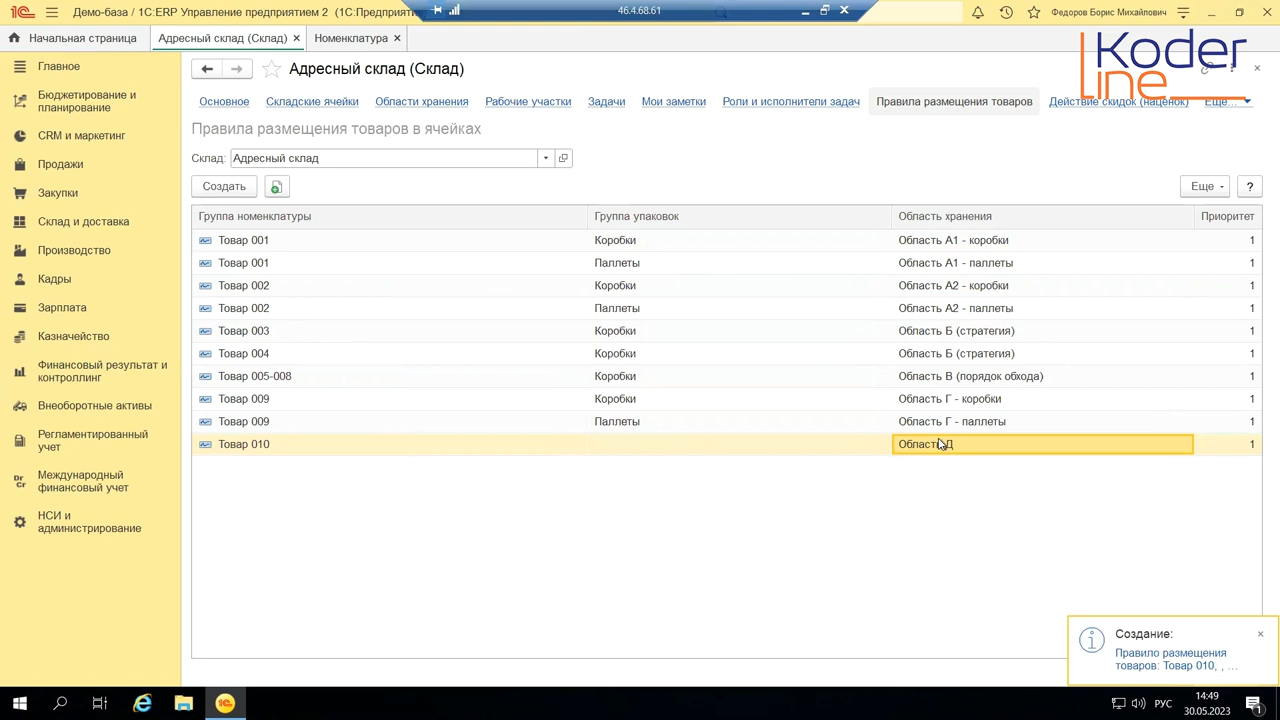 Демо-база / 1С:ERP Управление предприятием 2 (1С:Предприяти
46.4.68.61
Федоров Борис Михайлович
Начальная страница
Адресный склад (Склад) ×
Номенклатура ×
Koder
line
Главное
Бюджетирование и
планирование
CRM и маркетинг
Продажи
Закупки
Склад и доставка
Производство
Кадры
Зарплата
Казначейство
Финансовый результат и
контроллинг
Внеоборотные активы
Регламентированный
учет
Международный
финансовый учет
НСИ и
администрирование
Адресный склад (Склад)
Основное Складские ячейки Области хранения Рабочие участки Задачи Мои заметки Роли и исполнители задач Правила размещения товаров Действие скидок (наценок) Еще...
Правила размещения товаров в ячейках
Склад: Адресный склад
Создать
Еще
?
Группа номенклатуры Группа упаковок Область хранения Приоритет
Товар 001 Коробки Область А1 - коробки 1
Товар 001 Паллеты Область А1 - паллеты 1
Товар 002 Коробки Область А2 - коробки 1
Товар 002 Паллеты Область А2 - паллеты 1
Товар 003 Коробки Область Б (стратегия) 1
Товар 004 Коробки Область Б (стратегия) 1
Товар 005-008 Коробки Область В (порядок обхода) 1
Товар 009 Коробки Область Г - коробки 1
Товар 009 Паллеты Область Г - паллеты 1
Товар 010 Область Д 1
Создание:
Правило размещения
товаров: Товар 010, , ...
РУС
14:49
30.05.2023
1